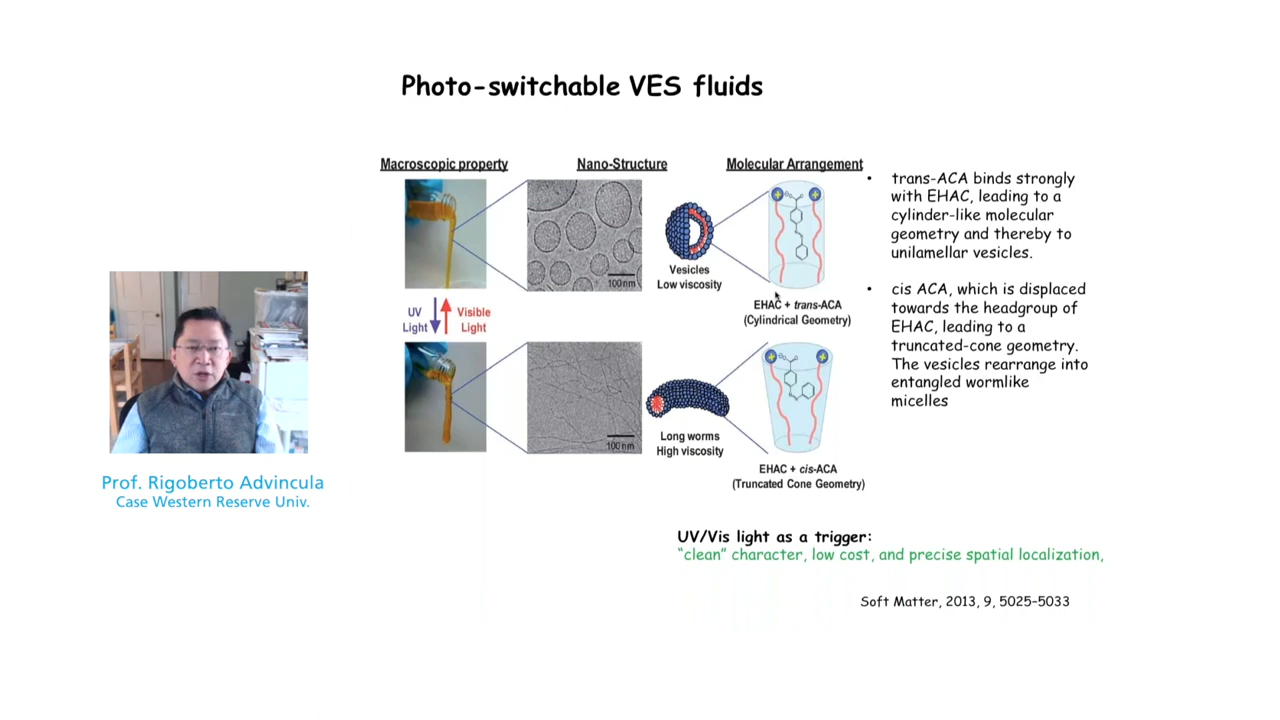 Photo-switchable VES fluids
Macroscopic property
Nano-Structure
Molecular Arrangement
100 nm
Vesicles
Low viscosity
EHAC + trans-ACA
(Cylindrical Geometry)
UV
Light
Visible
Light
100 nm
Long worms
High viscosity
EHAC + cis-ACA
(Truncated Cone Geometry)
• trans-ACA binds strongly
with EHAC, leading to a
cylinder-like molecular
geometry and thereby to
unilamellar vesicles.
• cis ACA, which is displaced
towards the headgroup of
EHAC, leading to a
truncated-cone geometry.
The vesicles rearrange into
entangled wormlike
micelles
Prof. Rigoberto Advincula
Case Western Reserve Univ.
UV/Vis light as a trigger:
“clean” character, low cost, and precise spatial localization,
Soft Matter, 2013, 9, 5025–5033